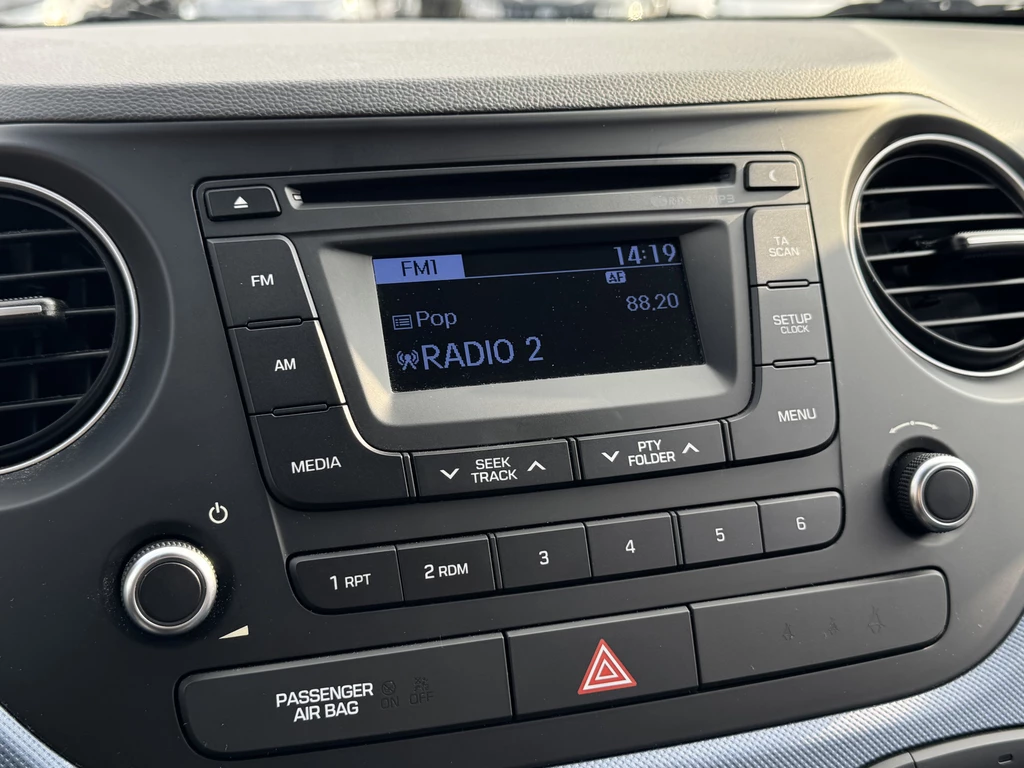 TA
SCAN
FM
FM1
14:19
AF
88.20
Pop
RADIO 2
SETUP
CLOCK
AM
MENU
MEDIA
SEEK
TRACK
PTY
FOLDER
1 RPT
2 RDM
3
4
5
6
PASSENGER
AIR BAG
ON
OFF